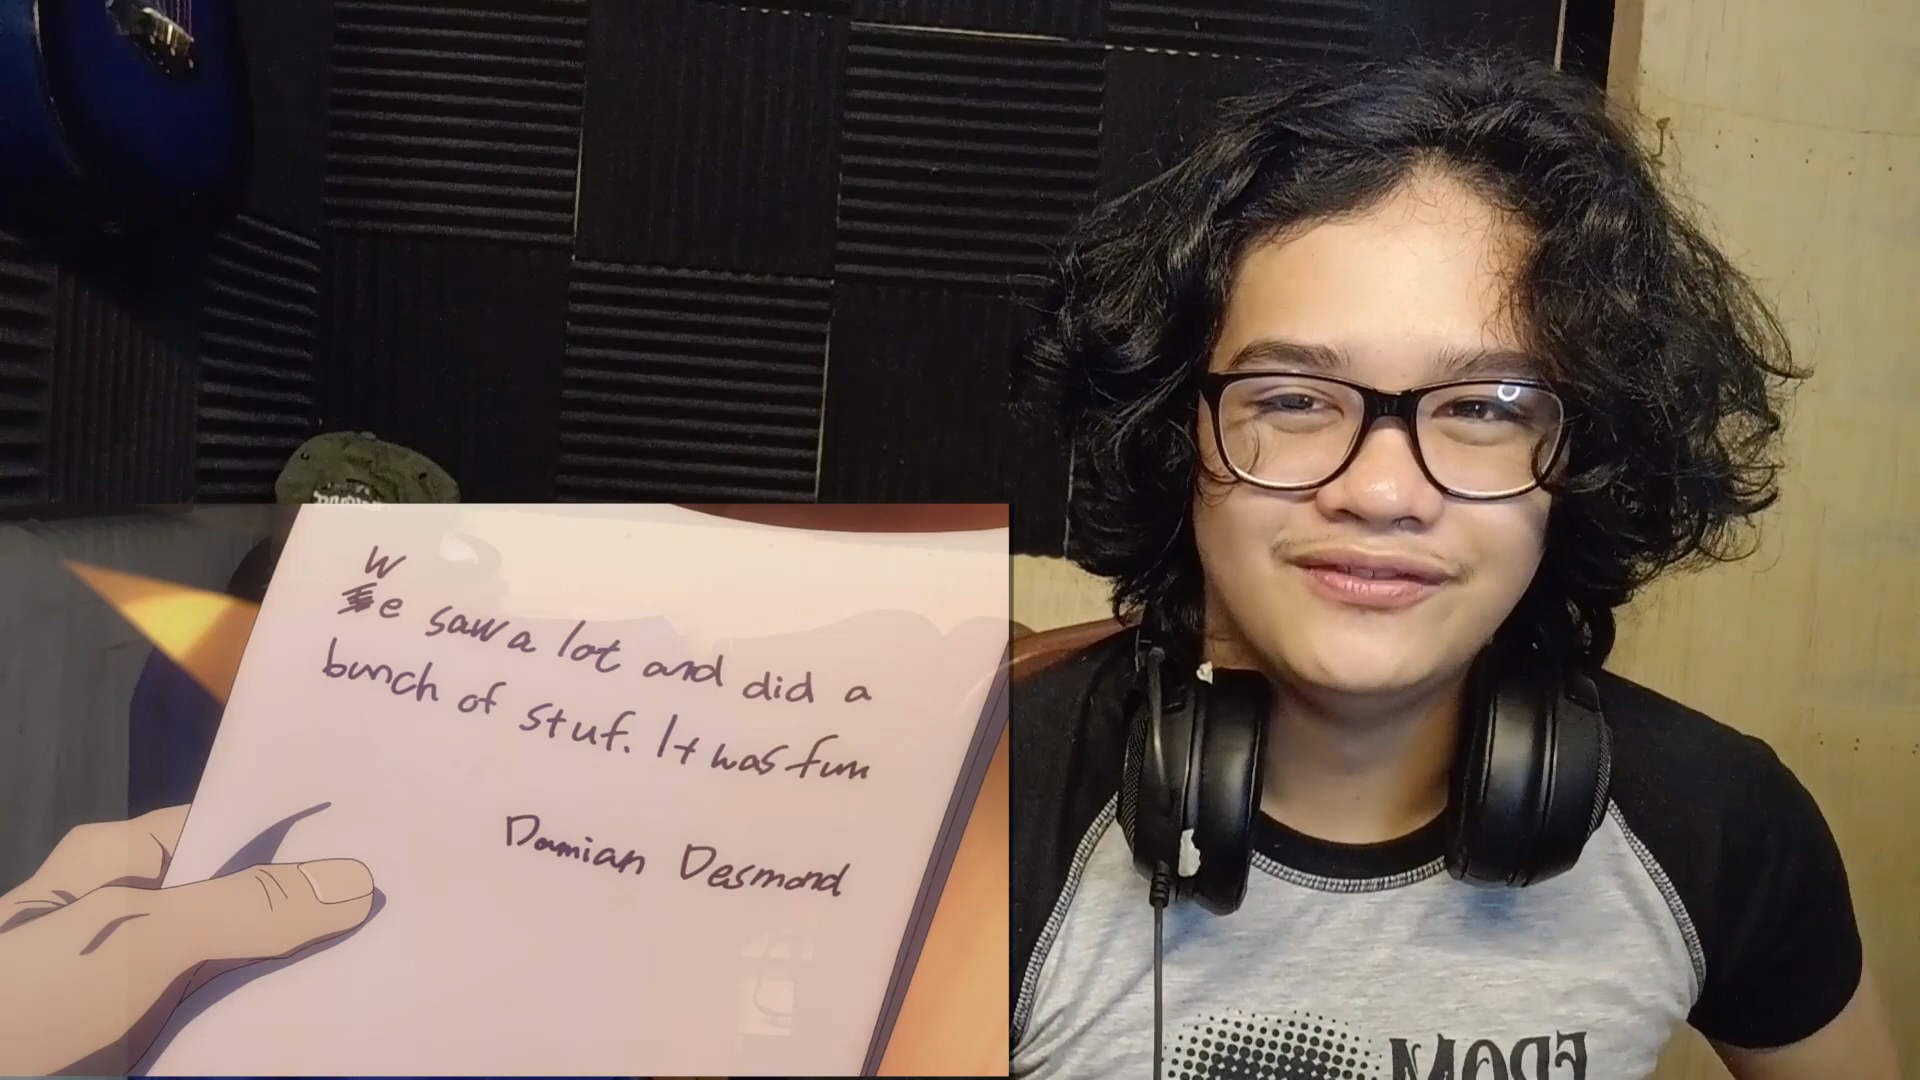 W
e saw a lot and did a
bunch of stuf. It was fun
Damian Desmond